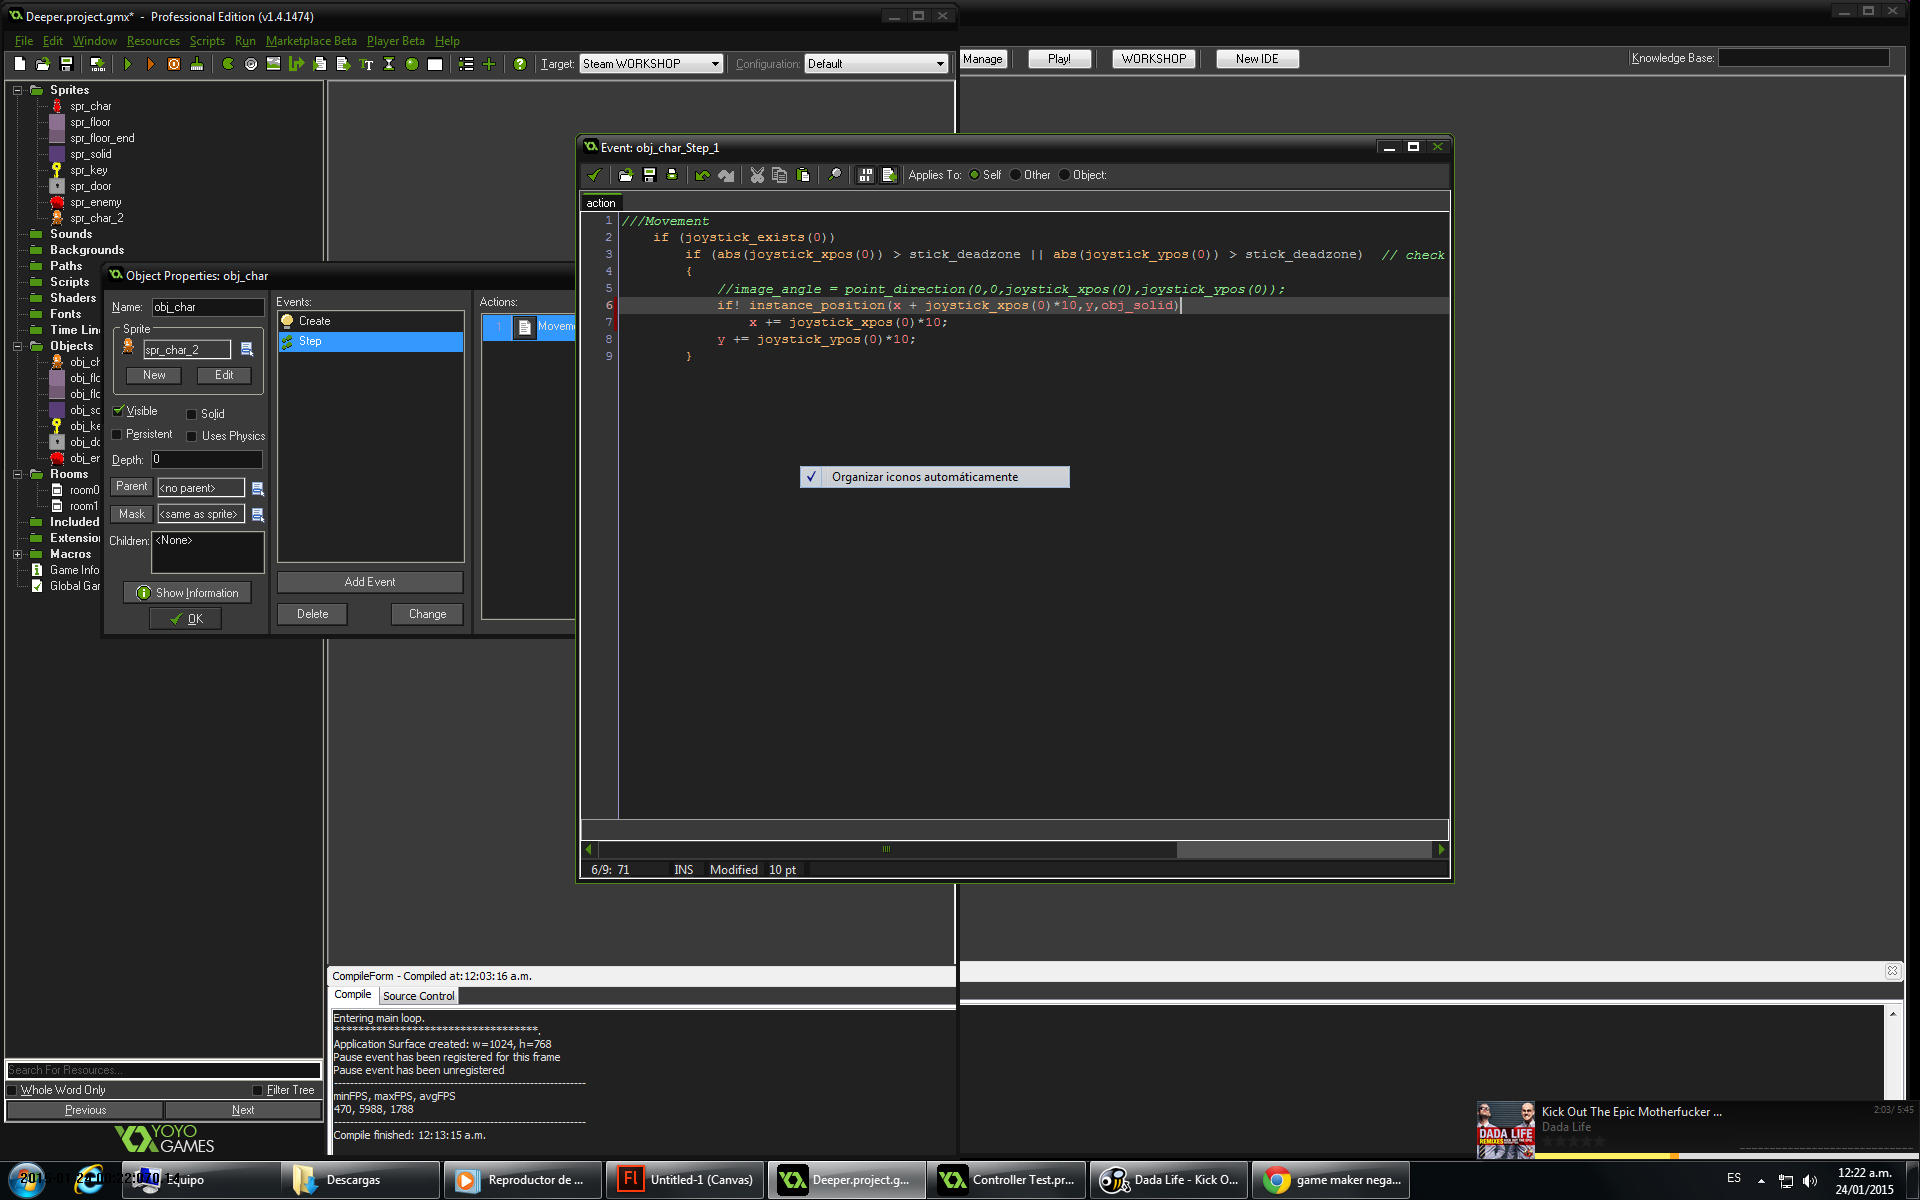 Deeper.project.gmx* - Professional Edition (v1.4.1474)
File Edit Window Resources Scripts Run Marketplace Beta Player Beta Help
Target: Steam WORKSHOP Configuration: Default Manage Play! WORKSHOP New IDE Knowledge Base:
Sprites
spr_char
spr_floor
spr_floor_end
spr_solid
spr_key
spr_door
spr_enemy
spr_char_2
Sounds
Backgrounds
Paths
Scripts
Shaders
Fonts
Time Lin
Objects
obj_ch
obj_flo
obj_flo
obj_so
obj_ke
obj_do
obj_er
Rooms
room0
room1
Included
Extension
Macros
Game Info
Global Gar
Search For Resources...
Whole Word Only Filter Tree
Previous Next
YOYO
GAMES
Object Properties: obj_char
Name: obj_char
Sprite
spr_char_2
New Edit
Visible Solid
Persistent Uses Physics
Depth: 0
Parent <no parent>
Mask <same as sprite>
Children: <None>
Show Information
OK
Events:
Create
Step
Add Event
Delete Change
Actions:
1 Movem
Event: obj_char_Step_1
Applies To: Self Other Object:
action
1 ///Movement
2 if (joystick_exists(0))
3 if (abs(joystick_xpos(0)) > stick_deadzone || abs(joystick_ypos(0)) > stick_deadzone) // check
4 {
5 //image_angle = point_direction(0,0,joystick_xpos(0),joystick_ypos(0));
6 if! instance_position(x + joystick_xpos(0)*10,y,obj_solid)
7 x += joystick_xpos(0)*10;
8 y += joystick_ypos(0)*10;
9 }
Organizar iconos automáticamente
6/9: 71 INS Modified 10 pt
CompileForm - Compiled at:12:03:16 a.m.
Compile Source Control
Entering main loop.
**********************************.
Application Surface created: w=1024, h=768
Pause event has been registered for this frame
Pause event has been unregistered
----------------------------------------------------------------
minFPS, maxFPS, avgFPS
470, 5988, 1788
----------------------------------------------------------------
Compile finished: 12:13:15 a.m.
DADA LIFE
REMIXES
Kick Out The Epic Motherfucker ...
2:03/ 5:45
Dada Life
Equipo
Descargas
Reproductor de ...
Untitled-1 (Canvas)
Deeper.project.g...
Controller Test.pr...
Dada Life - Kick O...
game maker nega...
ES
12:22 a.m.
24/01/2015